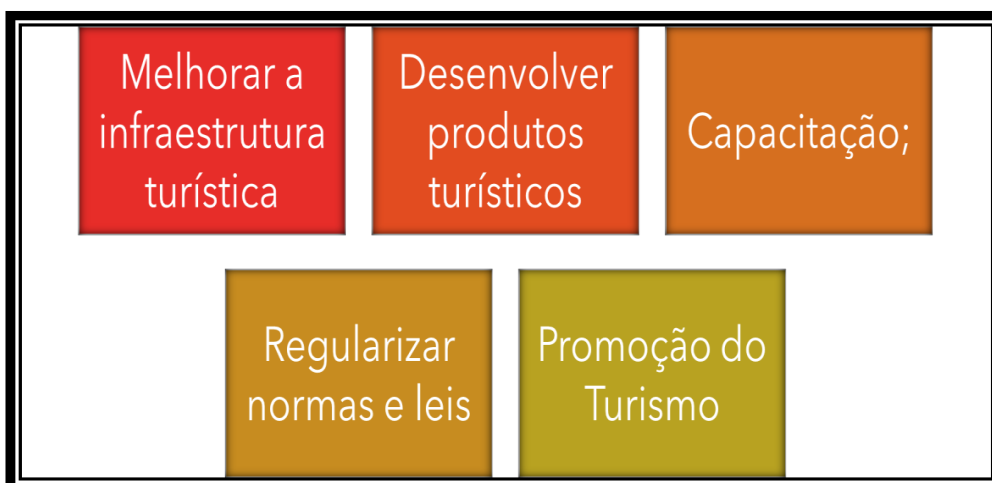 Melhorar a
infraestrutura
turística
Desenvolver
produtos
turísticos
Capacitação;
Regularizar
normas e leis
Promoção do
Turismo